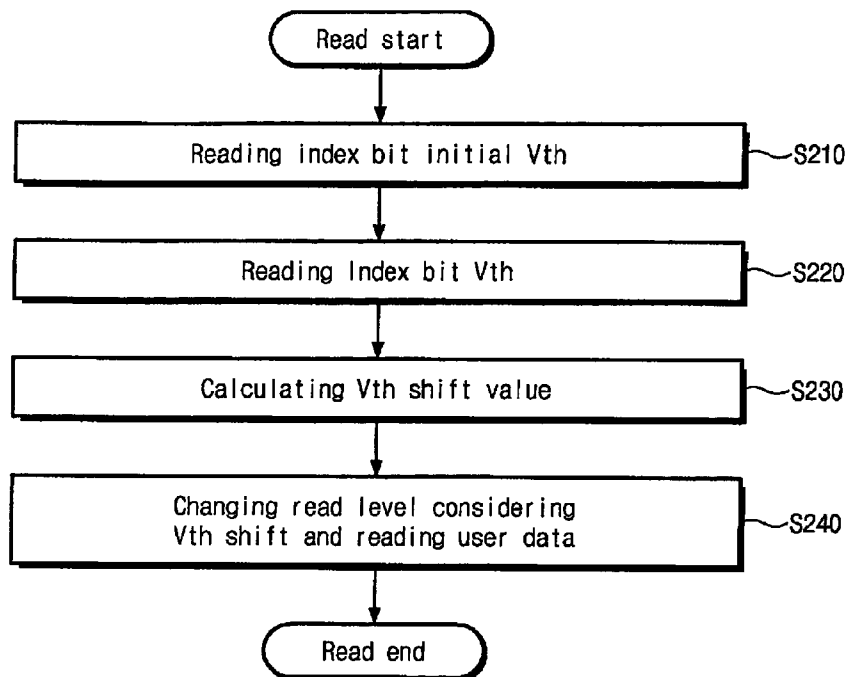 Read start
Reading index bit initial Vth
S210
Reading Index bit Vth
S220
Calculating Vth shift value
S230
Changing read level considering
Vth shift and reading user data
S240
Read end